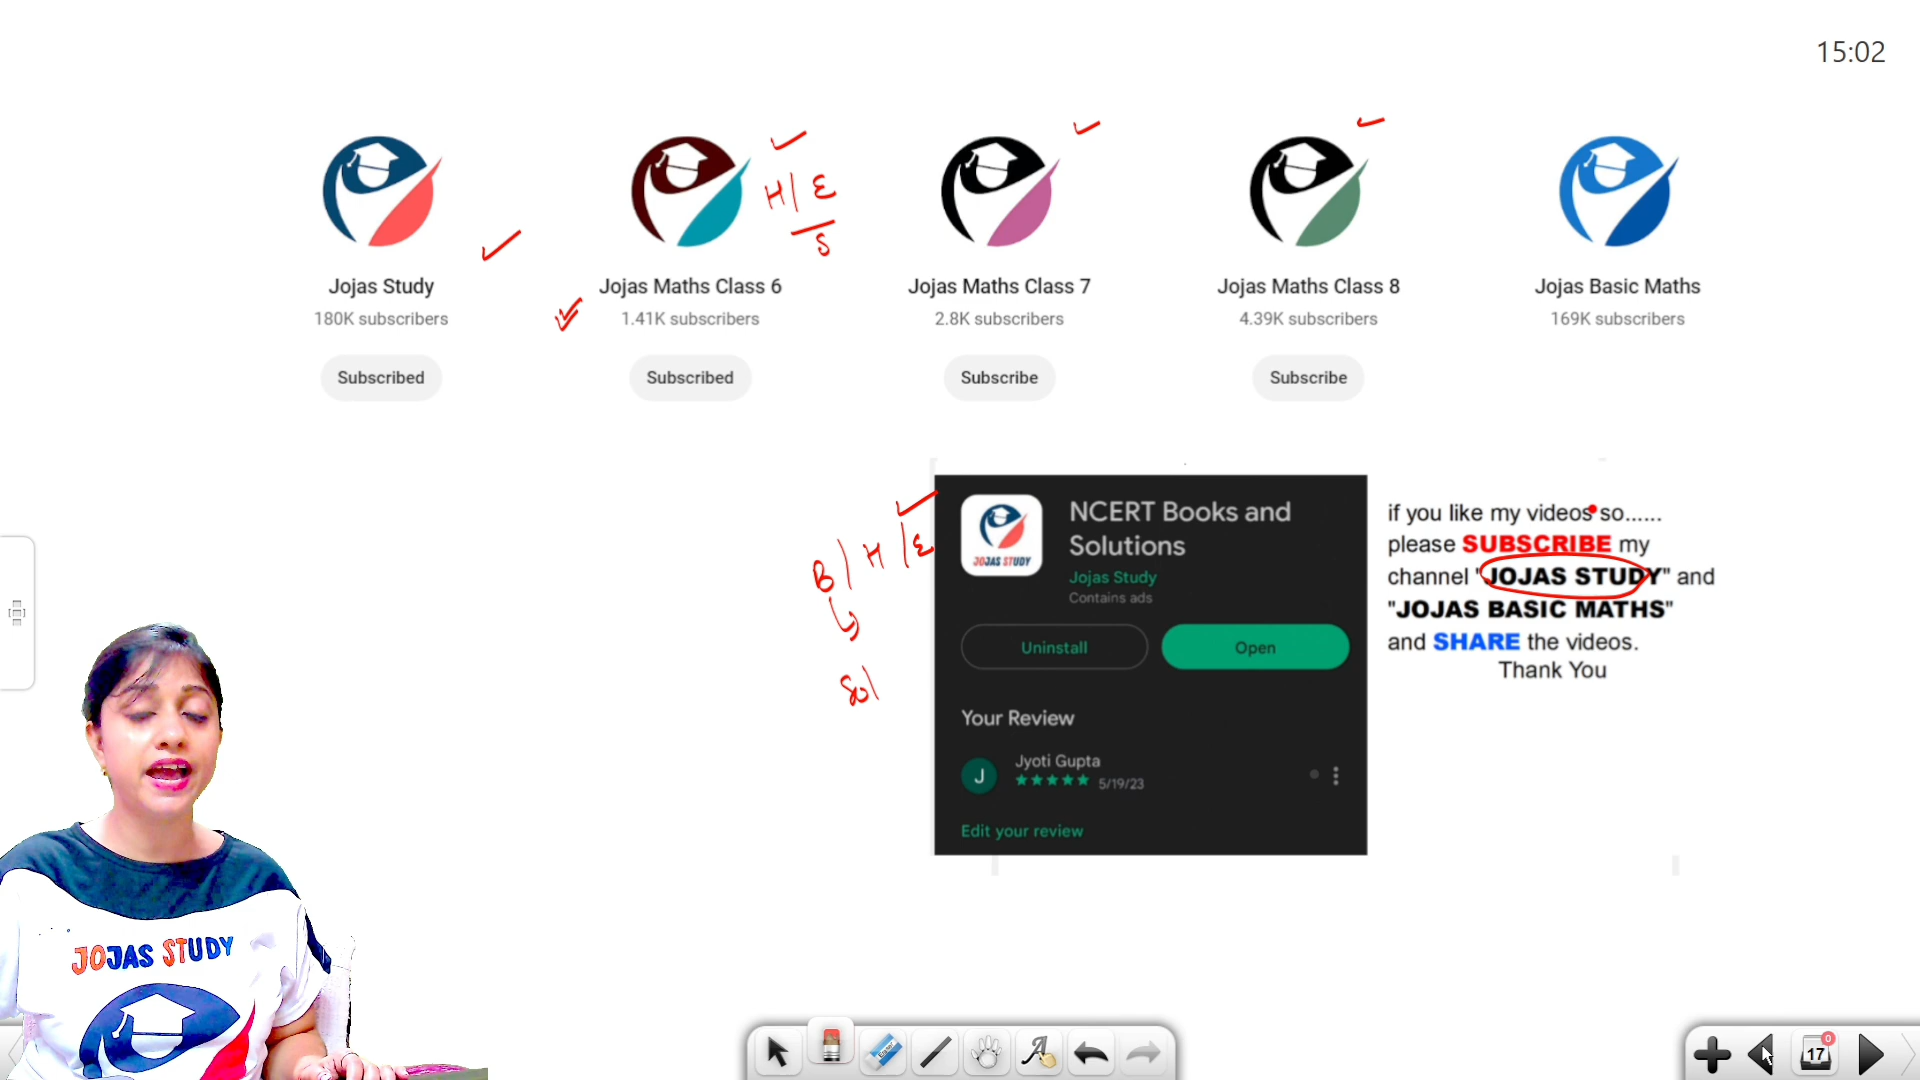 15:02
H/E
S
Jojas Study
Jojas Maths Class 6
Jojas Maths Class 7
Jojas Maths Class 8
Jojas Basic Maths
180K subscribers
1.41K subscribers
2.8K subscribers
4.39K subscribers
169K subscribers
Subscribed
Subscribed
Subscribe
Subscribe
B/H/E
Sol
NCERT Books and
Solutions
JOJAS STUDY
Jojas Study
Contains ads
Uninstall
Open
Your Review
J
Jyoti Gupta
5/19/23
Edit your review
if you like my videos so......
please SUBSCRIBE my
channel "JOJAS STUDY" and
"JOJAS BASIC MATHS"
and SHARE the videos.
Thank You
JOJAS STUDY
A
17
0